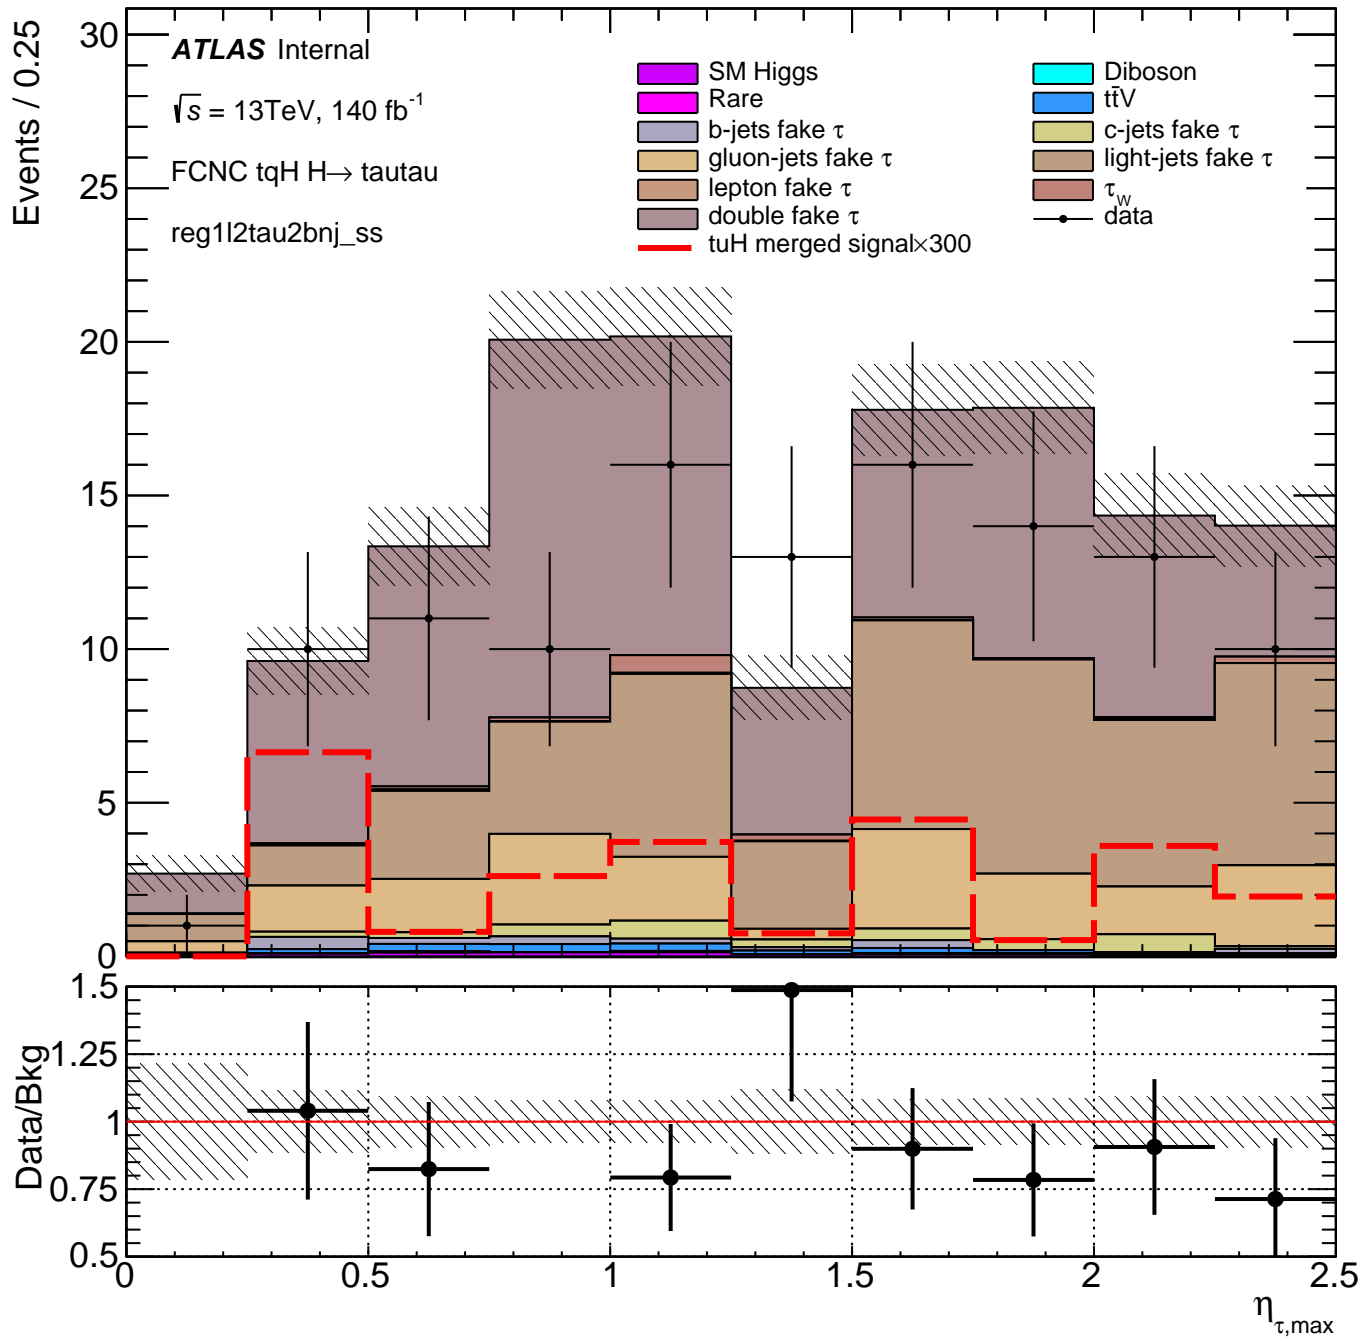 Events / 0.25
30
25
20
15
10
5
0
ATLAS Internal
√s = 13TeV, 140 fb⁻¹
FCNC tqH H→ tautau
reg1l2tau2bnj_ss
SM Higgs
Rare
b-jets fake τ
gluon-jets fake τ
lepton fake τ
double fake τ
tuH merged signal×300
Diboson
tt̄V
c-jets fake τ
light-jets fake τ
τ_W
data
Data/Bkg
1.5
1.25
1
0.75
0.5
0 0.5 1 1.5 2 2.5
η_τ,max